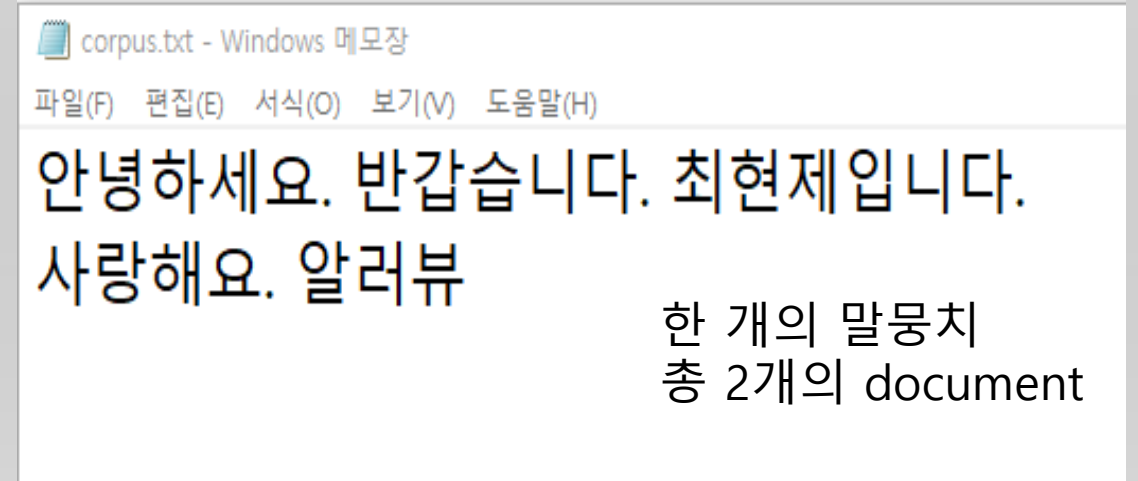 corpus.txt - Windows 메모장
파일(F) 편집(E) 서식(O) 보기(V) 도움말(H)
안녕하세요. 반갑습니다. 최현제입니다.
사랑해요. 알러뷰
한 개의 말뭉치
총 2개의 document